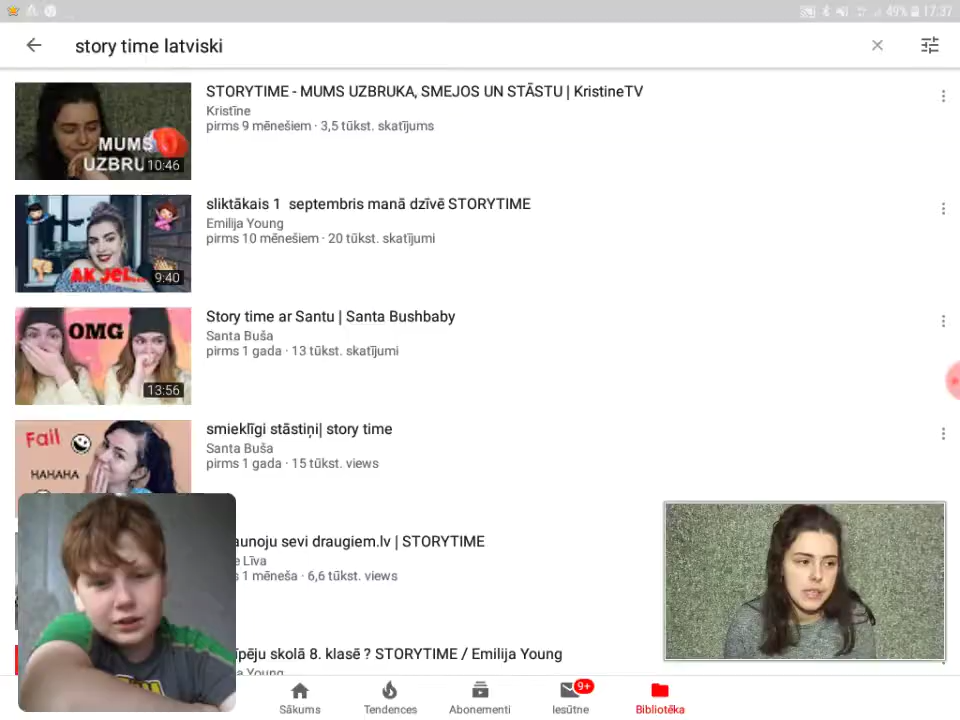 49% 17.37
story time latviski
STORYTIME - MUMS UZBRUKA, SMEJOS UN STĀSTU | KristineTV
Kristīne
pirms 9 mēnešiem · 3,5 tūkst. skatījums
MUMS
UZBRU
10:46
sliktākais 1 septembris manā dzīvē STORYTIME
Emilija Young
pirms 10 mēnešiem · 20 tūkst. skatījumi
AK JEL...
9:40
Story time ar Santu | Santa Bushbaby
Santa Buša
pirms 1 gada · 13 tūkst. skatījumi
OMG
13:56
smieklīgi stāstiņi| story time
Santa Buša
pirms 1 gada · 15 tūkst. views
Fail
HAHAHA
aunoju sevi draugiem.lv | STORYTIME
e Līva
s 1 mēneša · 6,6 tūkst. views
īpēju skolā 8. klasē ? STORYTIME / Emilija Young
a Young
9+
Sākums
Tendences
Abonementi
Iesūtne
Bibliotēka